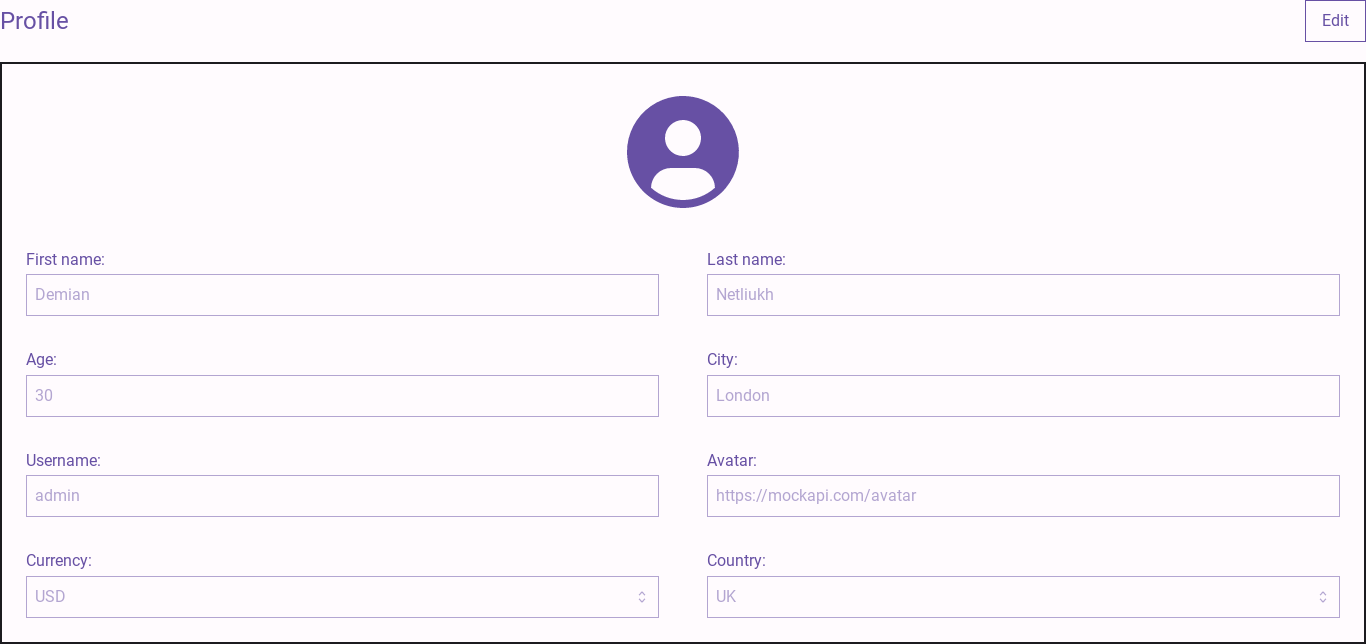 Profile
Edit
First name:
Last name:
Demian
Netliukh
Age:
City:
30
London
Username:
Avatar:
admin
https://mockapi.com/avatar
Currency:
Country:
USD
UK